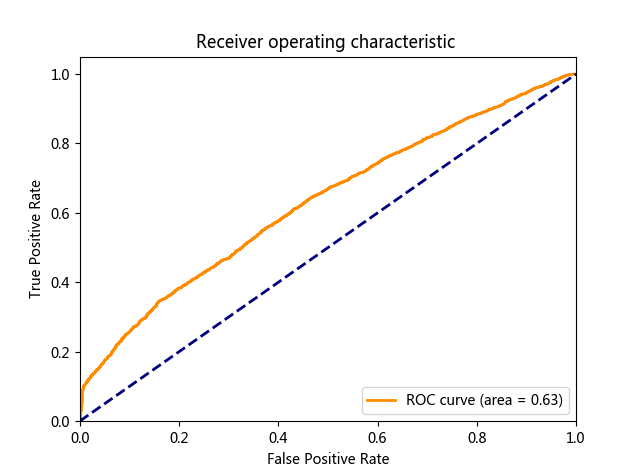 Receiver operating characteristic
1.0
0.8
0.6
0.4
0.2
0.0
True Positive Rate
ROC curve (area = 0.63)
0.0 0.2 0.4 0.6 0.8 1.0
False Positive Rate